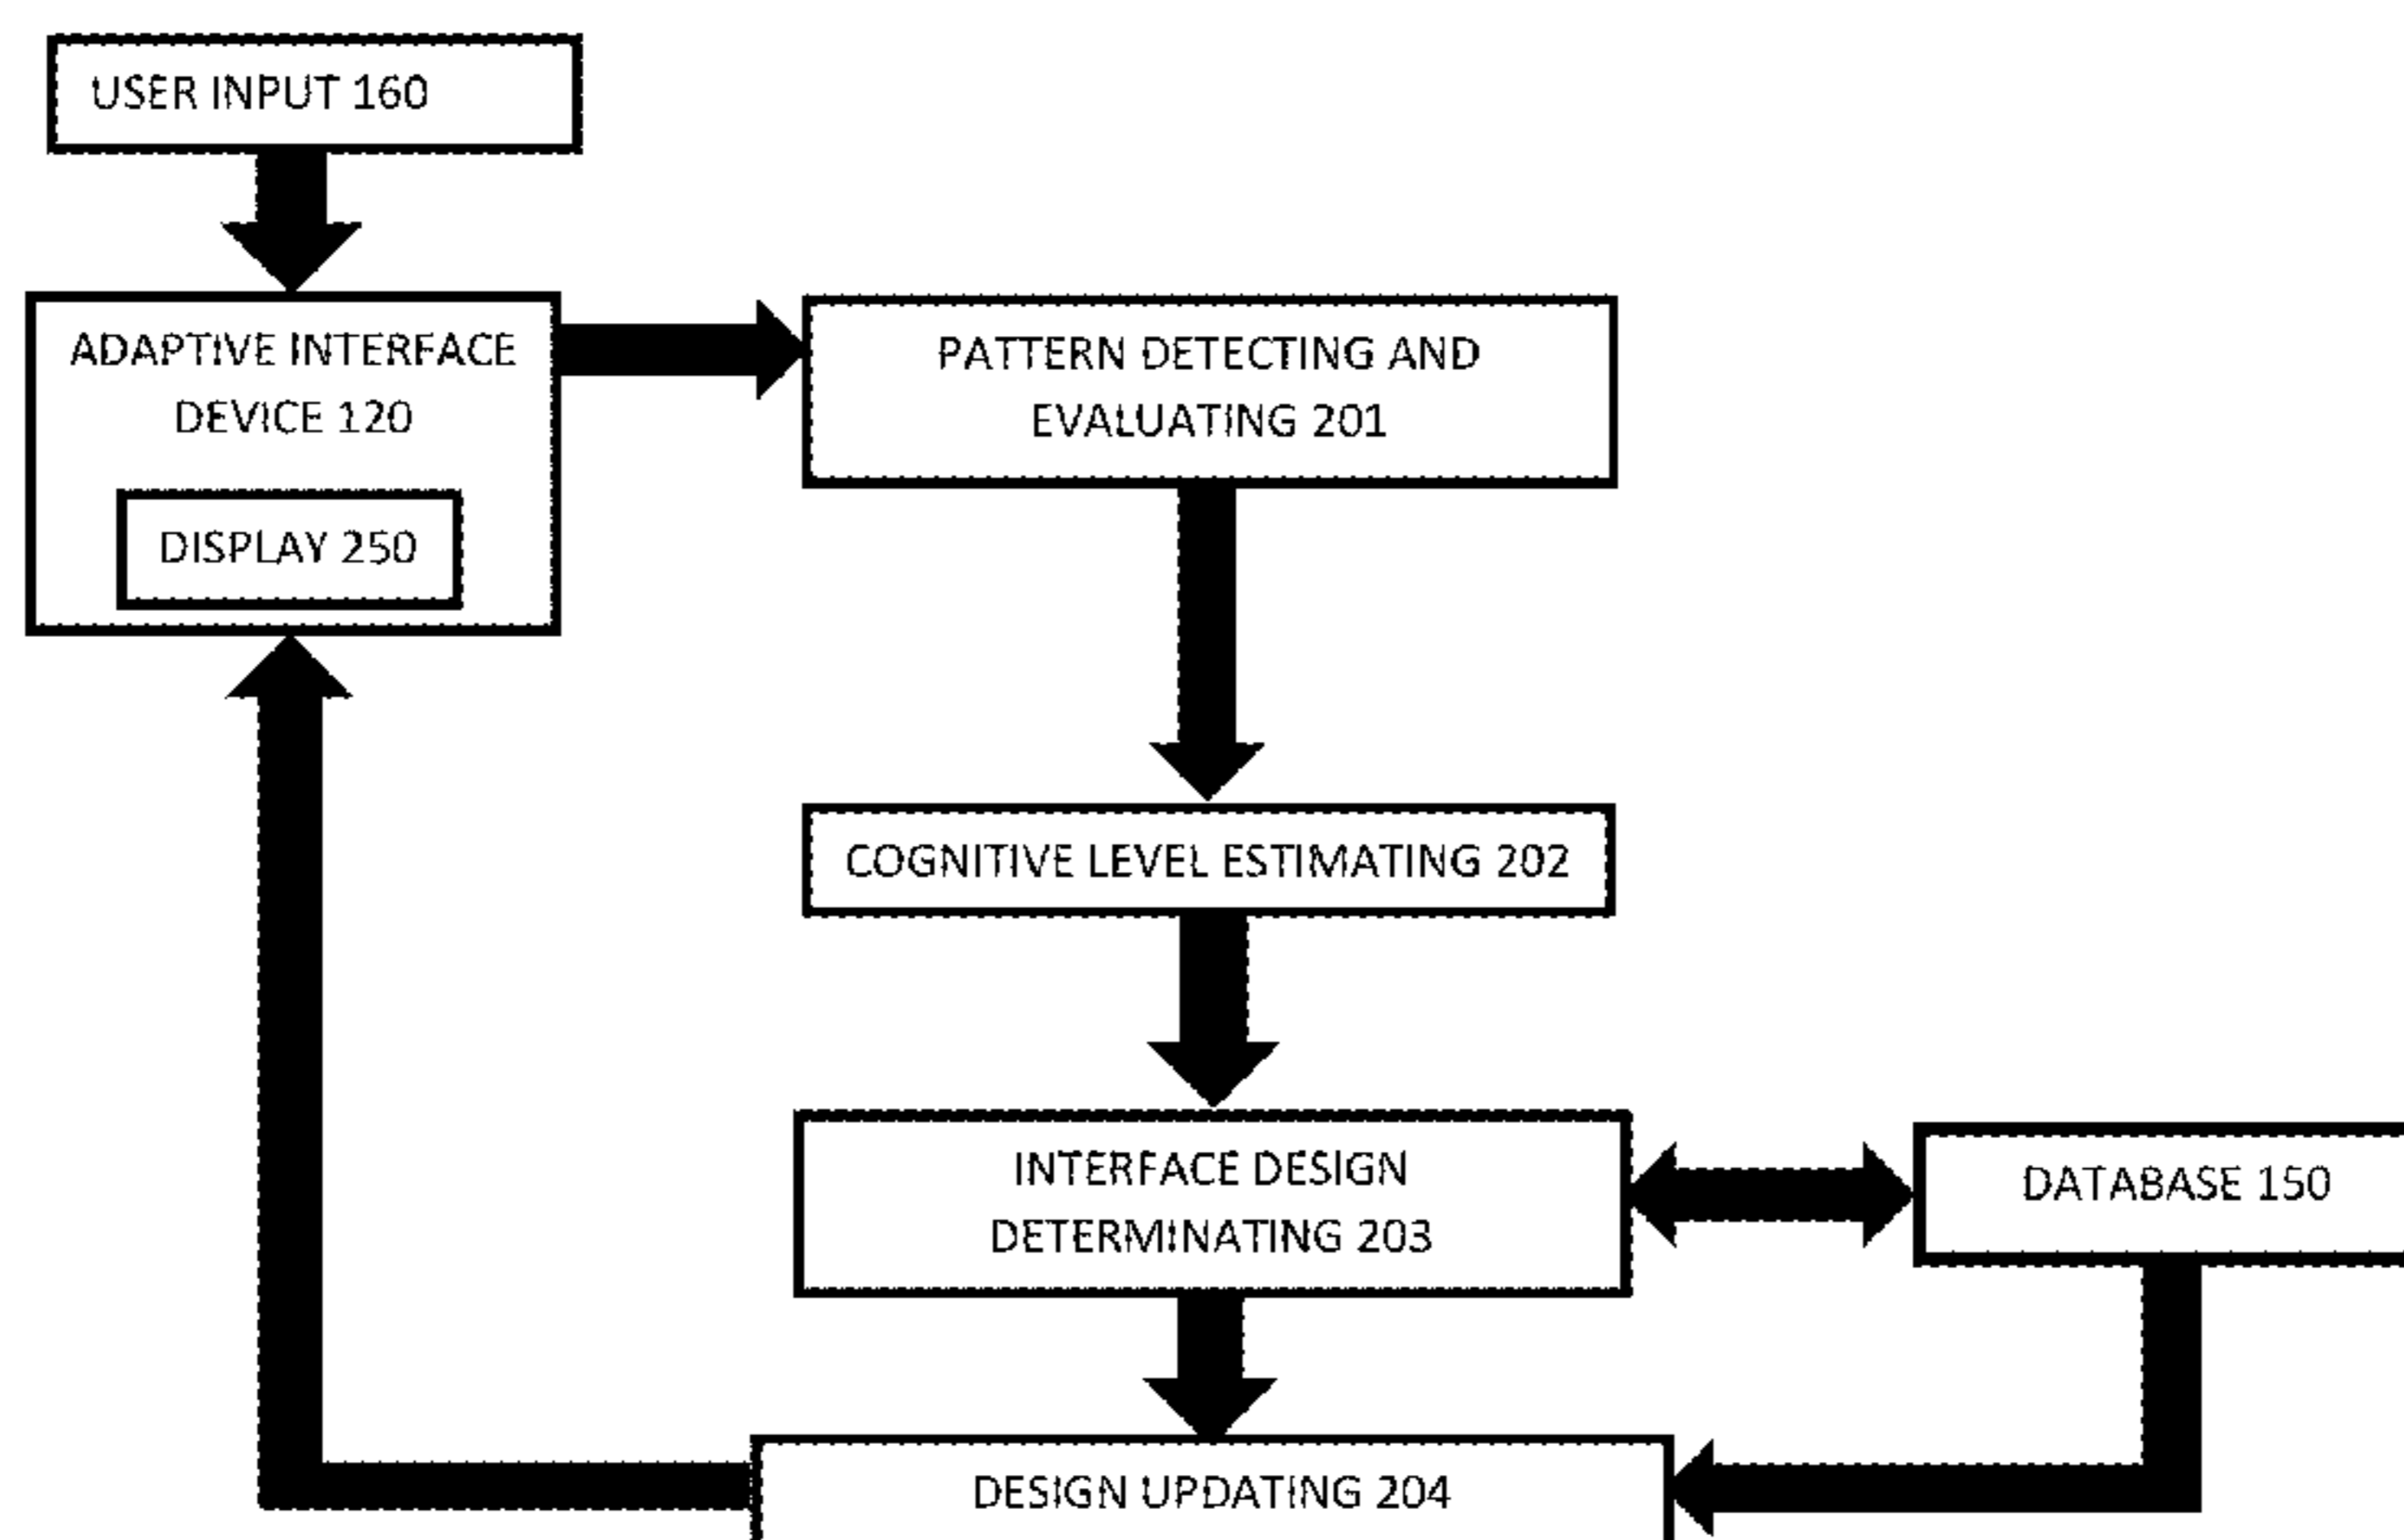 USER INPUT 160
ADAPTIVE INTERFACE
DEVICE 120
DISPLAY 250
PATTERN DETECTING AND
EVALUATING 201
COGNITIVE LEVEL ESTIMATING 202
INTERFACE DESIGN
DETERMINATING 203
DATABASE 150
DESIGN UPDATING 204